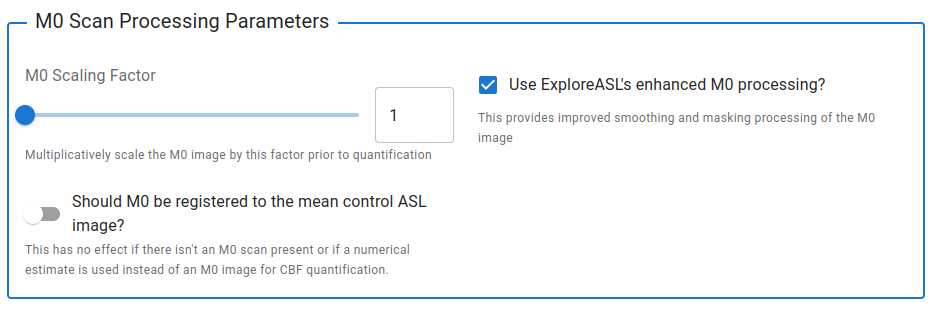 M0 Scan Processing Parameters
M0 Scaling Factor
1
Multiplicatively scale the M0 image by this factor prior to quantification
Use ExploreASL's enhanced M0 processing?
This provides improved smoothing and masking processing of the M0
image
Should M0 be registered to the mean control ASL
image?
This has no effect if there isn't an M0 scan present or if a numerical
estimate is used instead of an M0 image for CBF quantification.